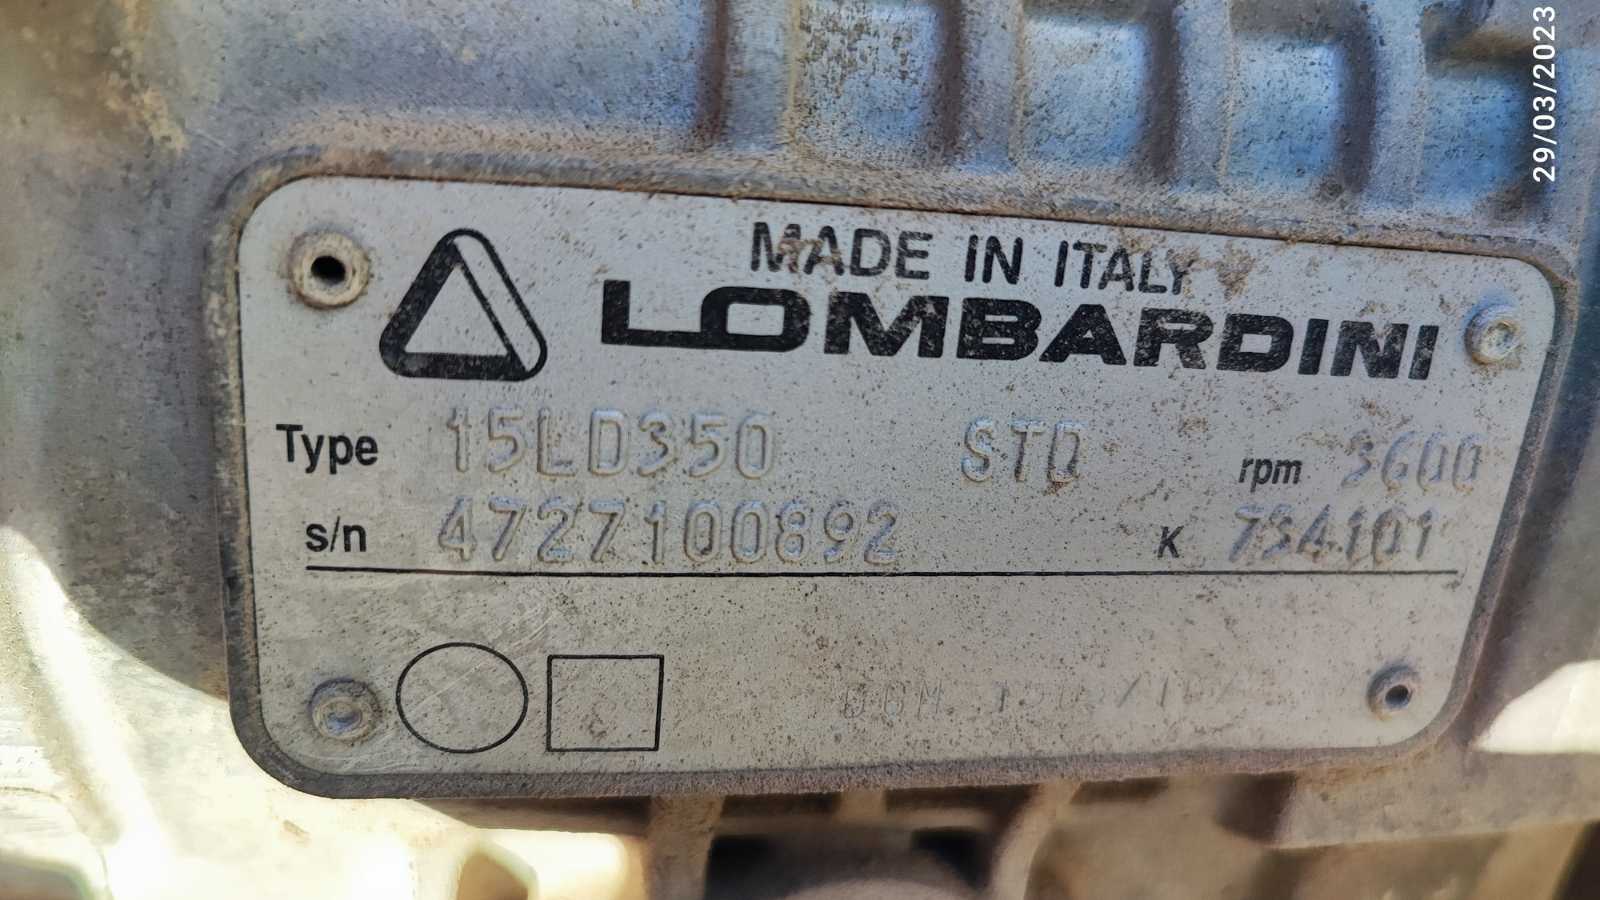 29/03/2023
MADE IN ITALY
LOMBARDINI
Type 15LD350 STD rpm 3600
s/n 4727100892 K 734101